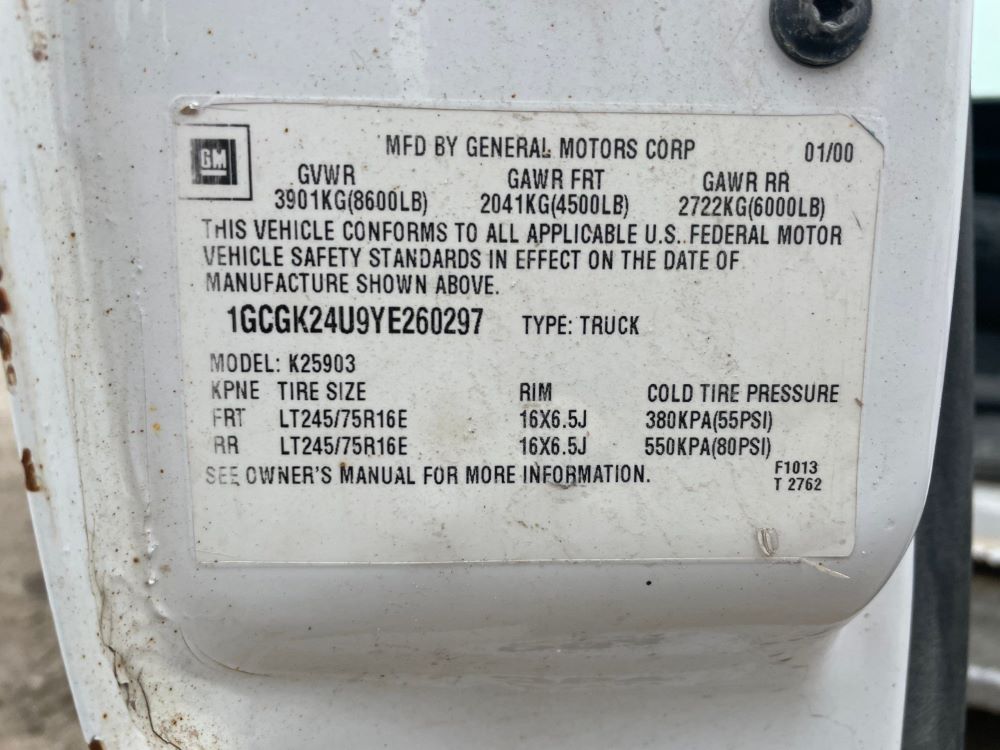 GM
MFD BY GENERAL MOTORS CORP 01/00
GVWR GAWR FRT GAWR RR
3901KG(8600LB) 2041KG(4500LB) 2722KG(6000LB)
THIS VEHICLE CONFORMS TO ALL APPLICABLE U.S. FEDERAL MOTOR
VEHICLE SAFETY STANDARDS IN EFFECT ON THE DATE OF
MANUFACTURE SHOWN ABOVE.
1GCGK24U9YE260297 TYPE: TRUCK
MODEL: K25903
KPNE TIRE SIZE RIM COLD TIRE PRESSURE
FRT LT245/75R16E 16X6.5J 380KPA(55PSI)
RR LT245/75R16E 16X6.5J 550KPA(80PSI)
SEE OWNER'S MANUAL FOR MORE INFORMATION.
F1013
T 2762